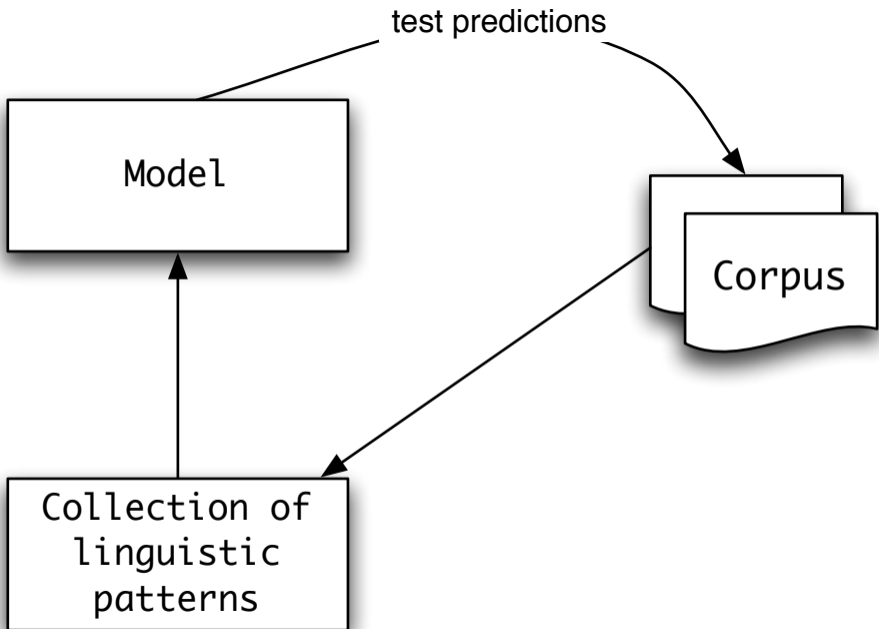 test predictions
Model
Corpus
Collection of
linguistic
patterns